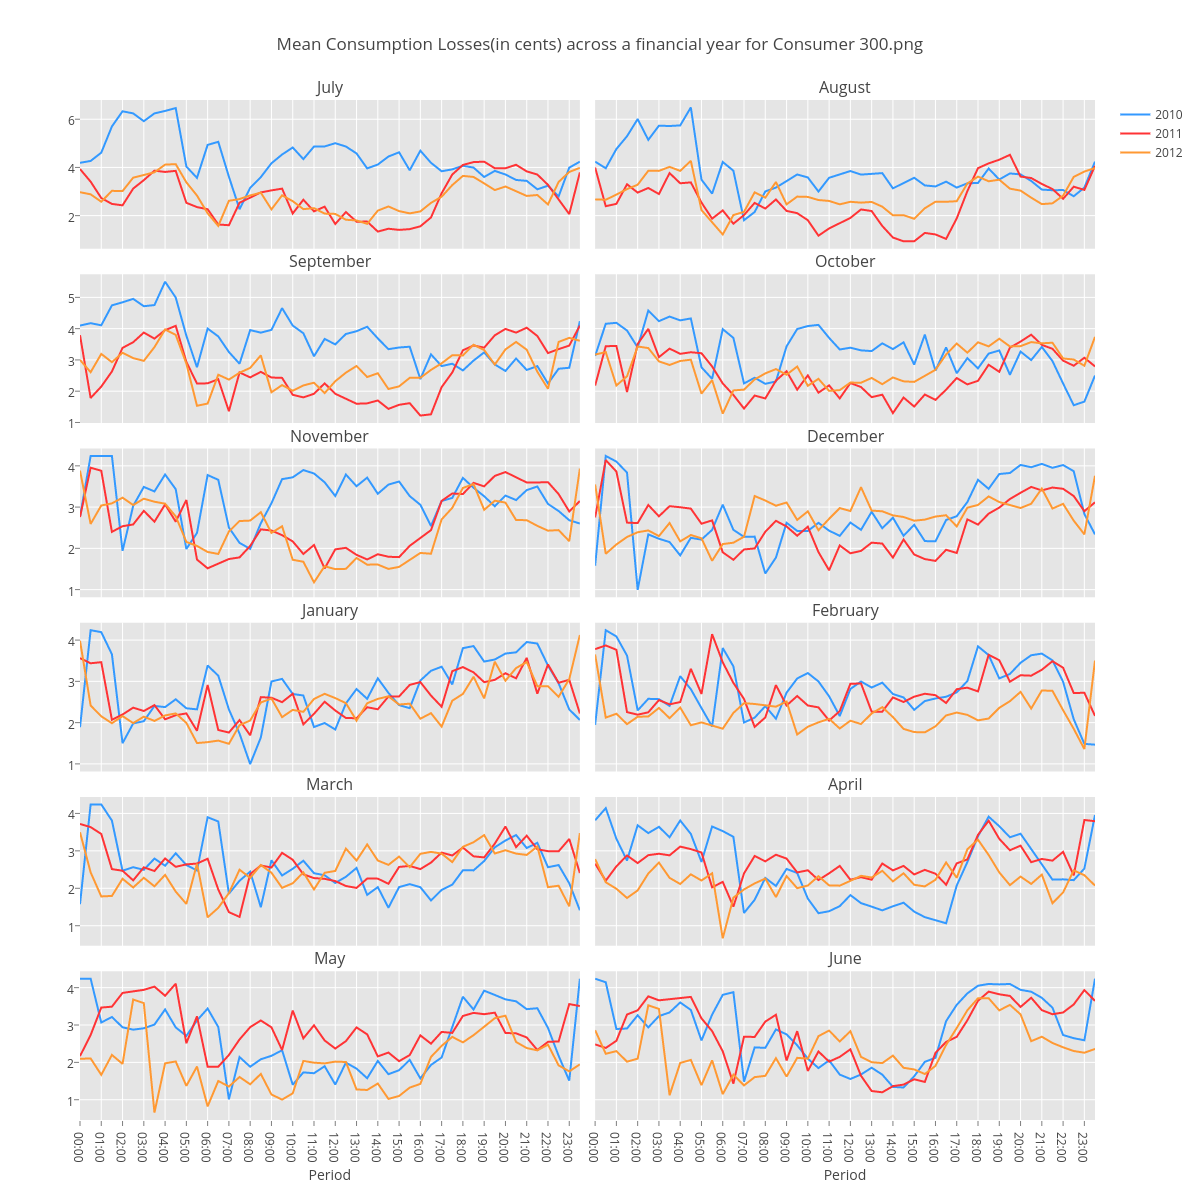 Mean Consumption Losses(in cents) across a financial year for Consumer 300.png
July
August
2010
2011
2012
6
4
2
September
October
5
4
3
2
1
November
December
4
3
2
1
January
February
4
3
2
1
March
April
4
3
2
1
May
June
4
3
2
1
00:00 01:00 02:00 03:00 04:00 05:00 06:00 07:00 08:00 09:00 10:00 11:00 12:00 13:00 14:00 15:00 16:00 17:00 18:00 19:00 20:00 21:00 22:00 23:00
00:00 01:00 02:00 03:00 04:00 05:00 06:00 07:00 08:00 09:00 10:00 11:00 12:00 13:00 14:00 15:00 16:00 17:00 18:00 19:00 20:00 21:00 22:00 23:00
Period
Period